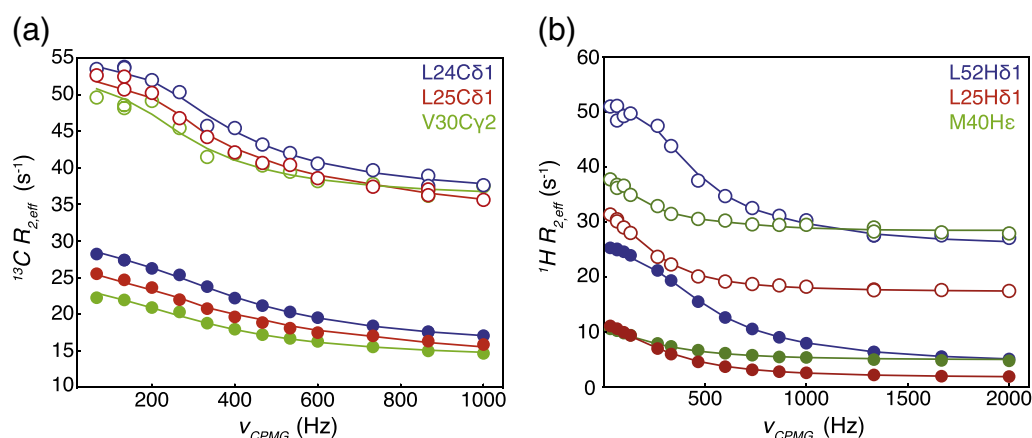 (a)
55
50
45
40
35
30
25
20
15
10
200
400
600
800
1000
¹³C R2,eff (s⁻¹)
νCPMG (Hz)
L24Cδ1
L25Cδ1
V30Cγ2
(b)
60
50
40
30
20
10
0
500
1000
1500
2000
¹H R2,eff (s⁻¹)
νCPMG (Hz)
L52Hδ1
L25Hδ1
M40Hε